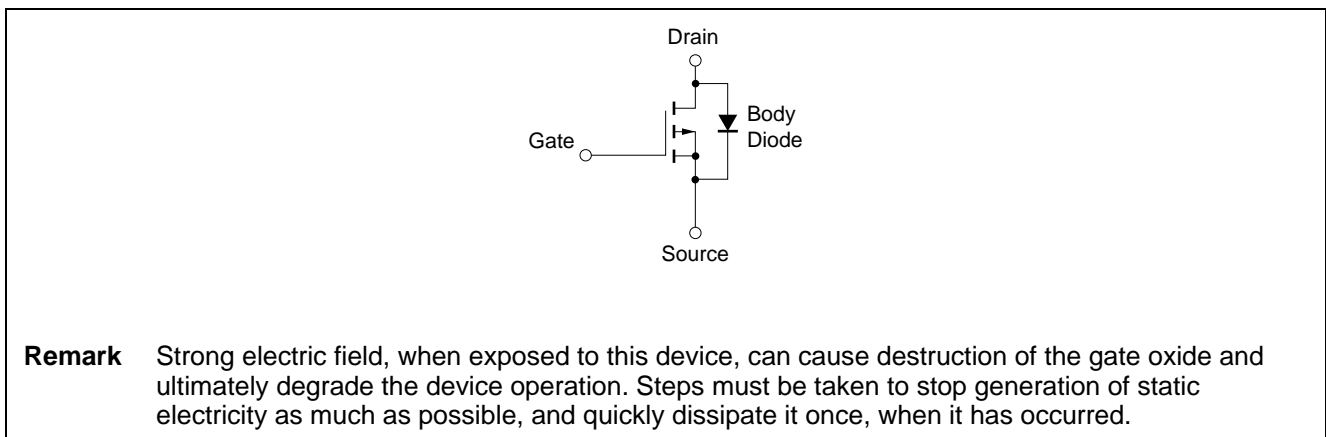 Drain
Body
Diode
Gate
Source
Remark Strong electric field, when exposed to this device, can cause destruction of the gate oxide and
ultimately degrade the device operation. Steps must be taken to stop generation of static
electricity as much as possible, and quickly dissipate it once, when it has occurred.